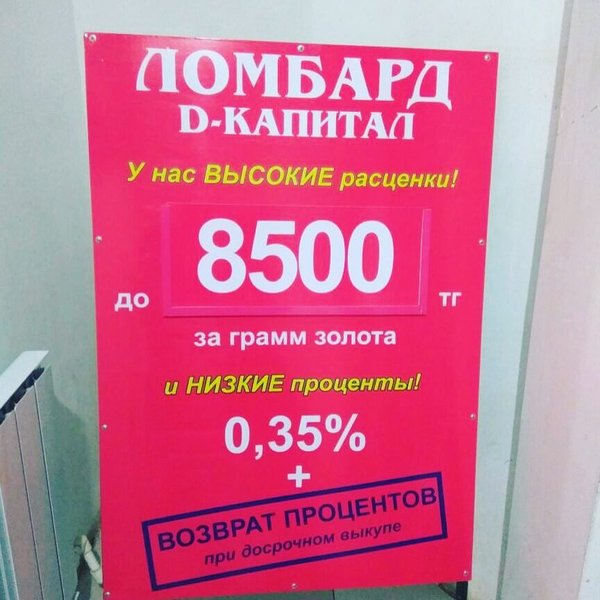 ЛОМБАРД
D-КАПИТАЛ
У нас ВЫСОКИЕ расценки!
до 8500 тг
за грамм золота
и НИЗКИЕ проценты!
0,35%
+
ВОЗВРАТ ПРОЦЕНТОВ
при досрочном выкупе